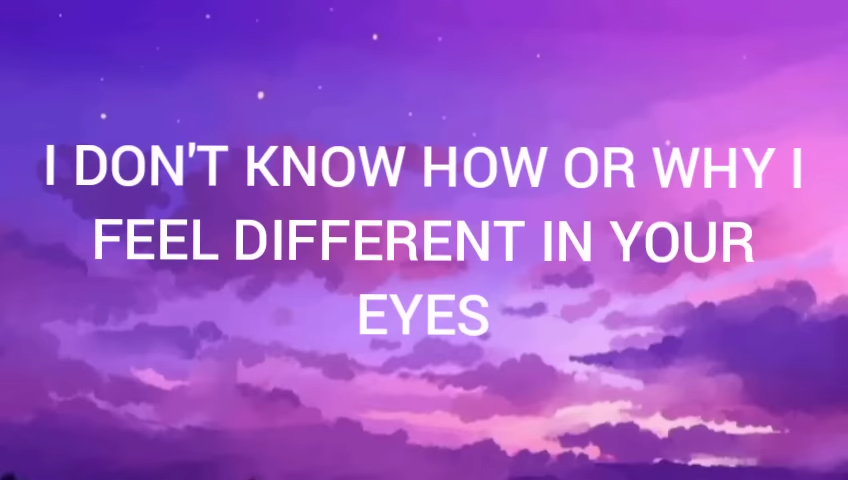 I DON'T KNOW HOW OR WHY I
FEEL DIFFERENT IN YOUR
EYES